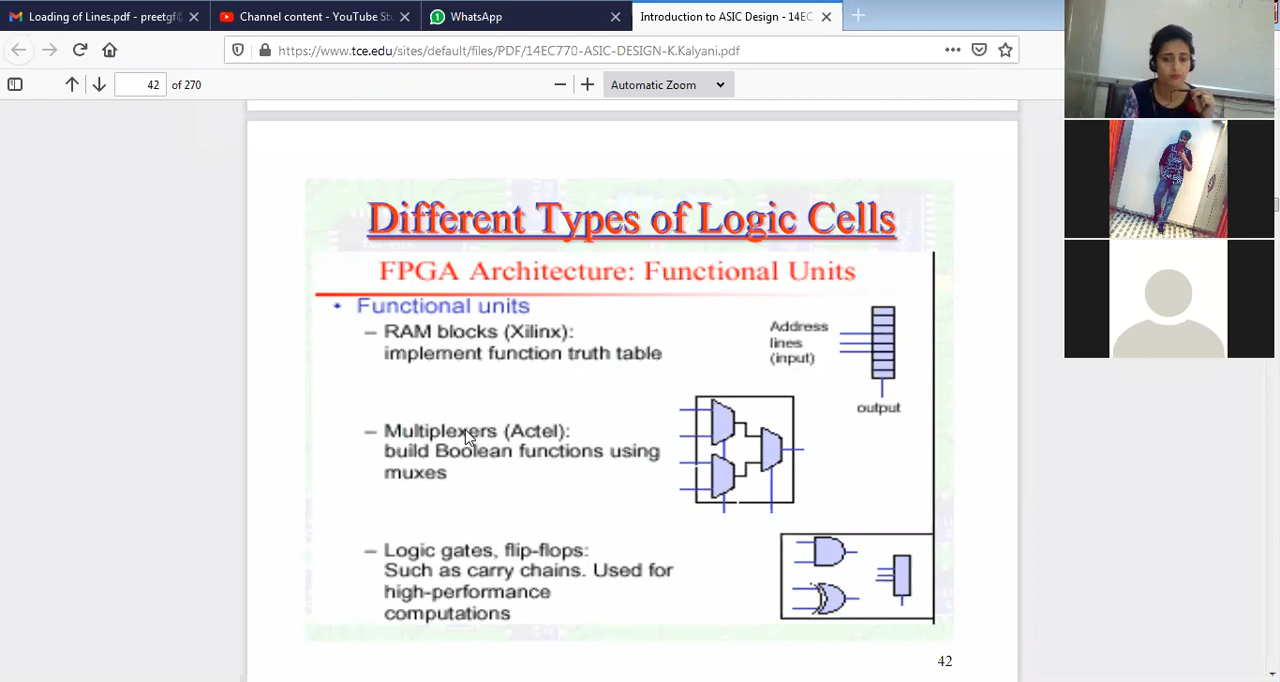 Loading of Lines.pdf - preetgf@
Channel content - YouTube St
WhatsApp
Introduction to ASIC Design - 14EC
https://www.tce.edu/sites/default/files/PDF/14EC770-ASIC-DESIGN-K.Kalyani.pdf
42 of 270
Automatic Zoom
Different Types of Logic Cells
FPGA Architecture: Functional Units
• Functional units
– RAM blocks (Xilinx):
implement function truth table
Address
lines
(input)
output
– Multiplexers (Actel):
build Boolean functions using
muxes
– Logic gates, flip-flops:
Such as carry chains. Used for
high-performance
computations
42